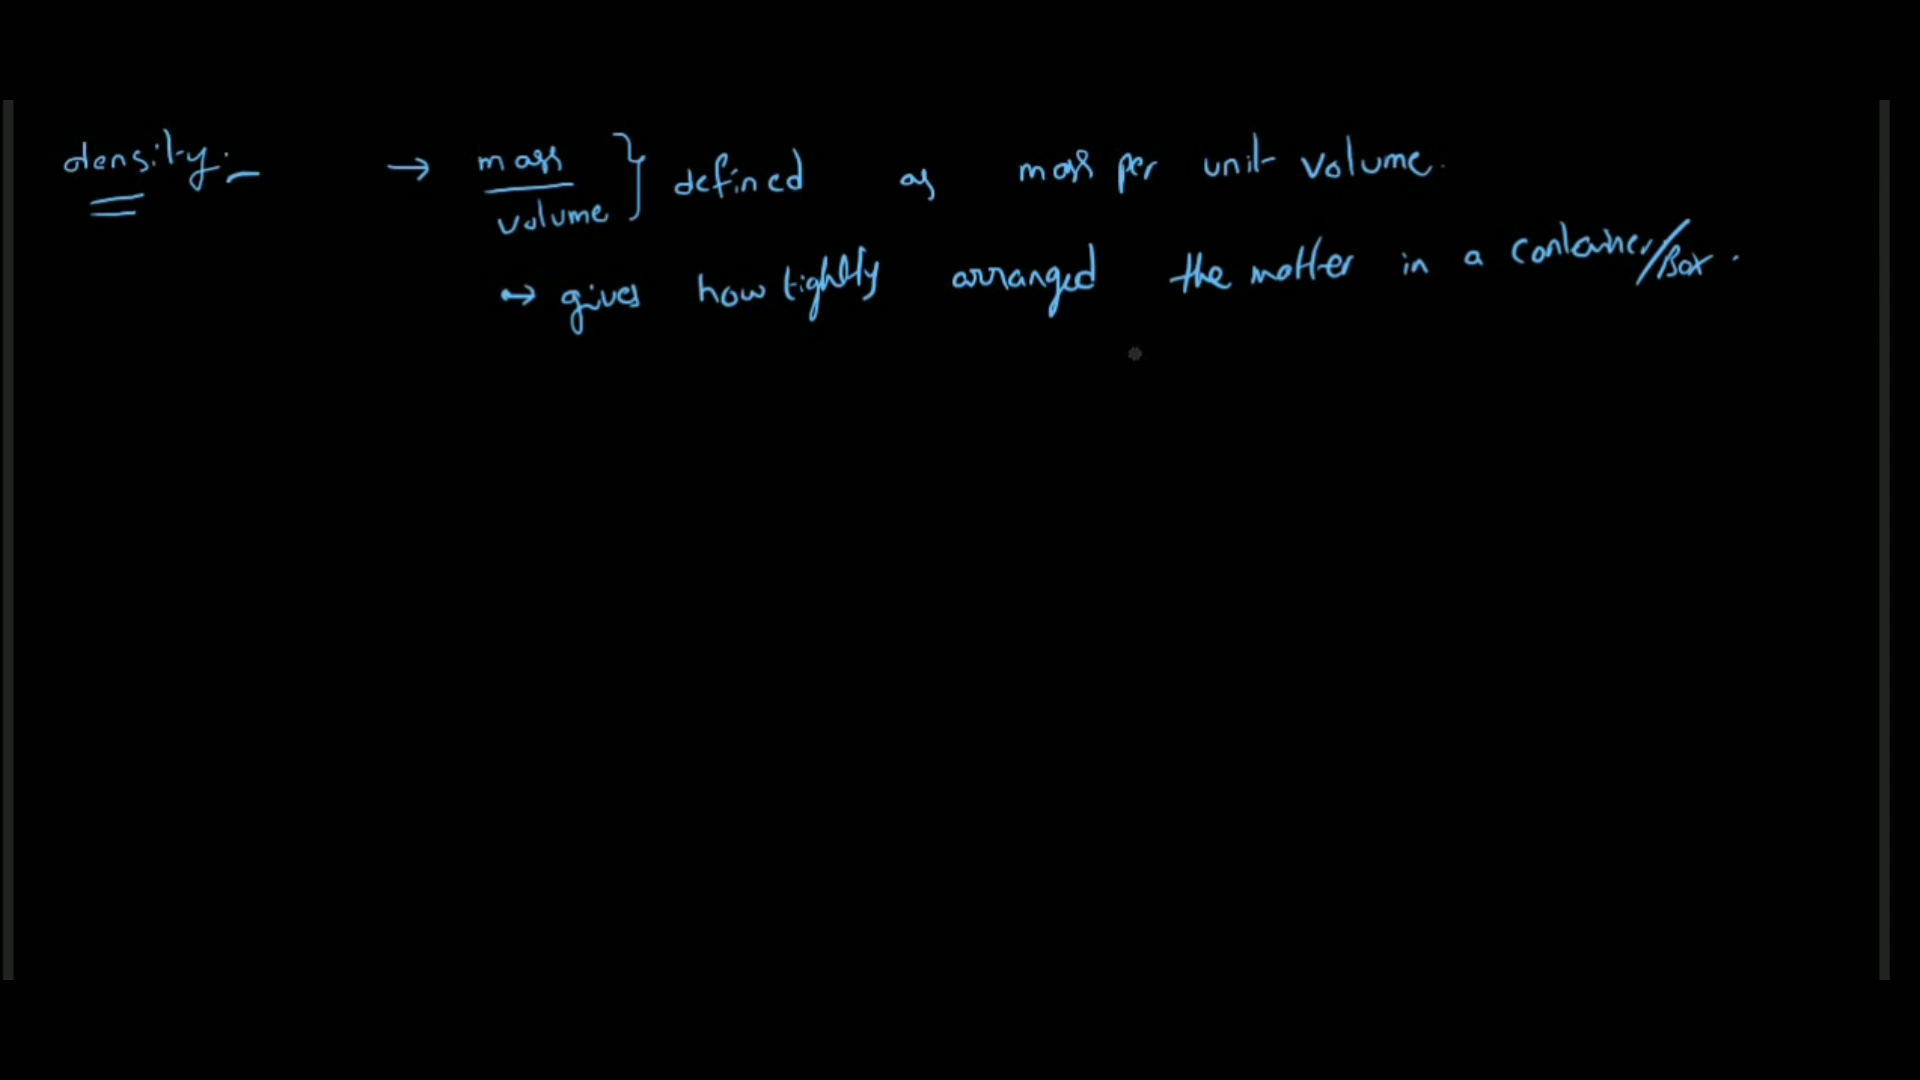 density:- → mass / volume } defined as mass per unit volume.
→ gives how tightly arranged the matter in a container/Box.